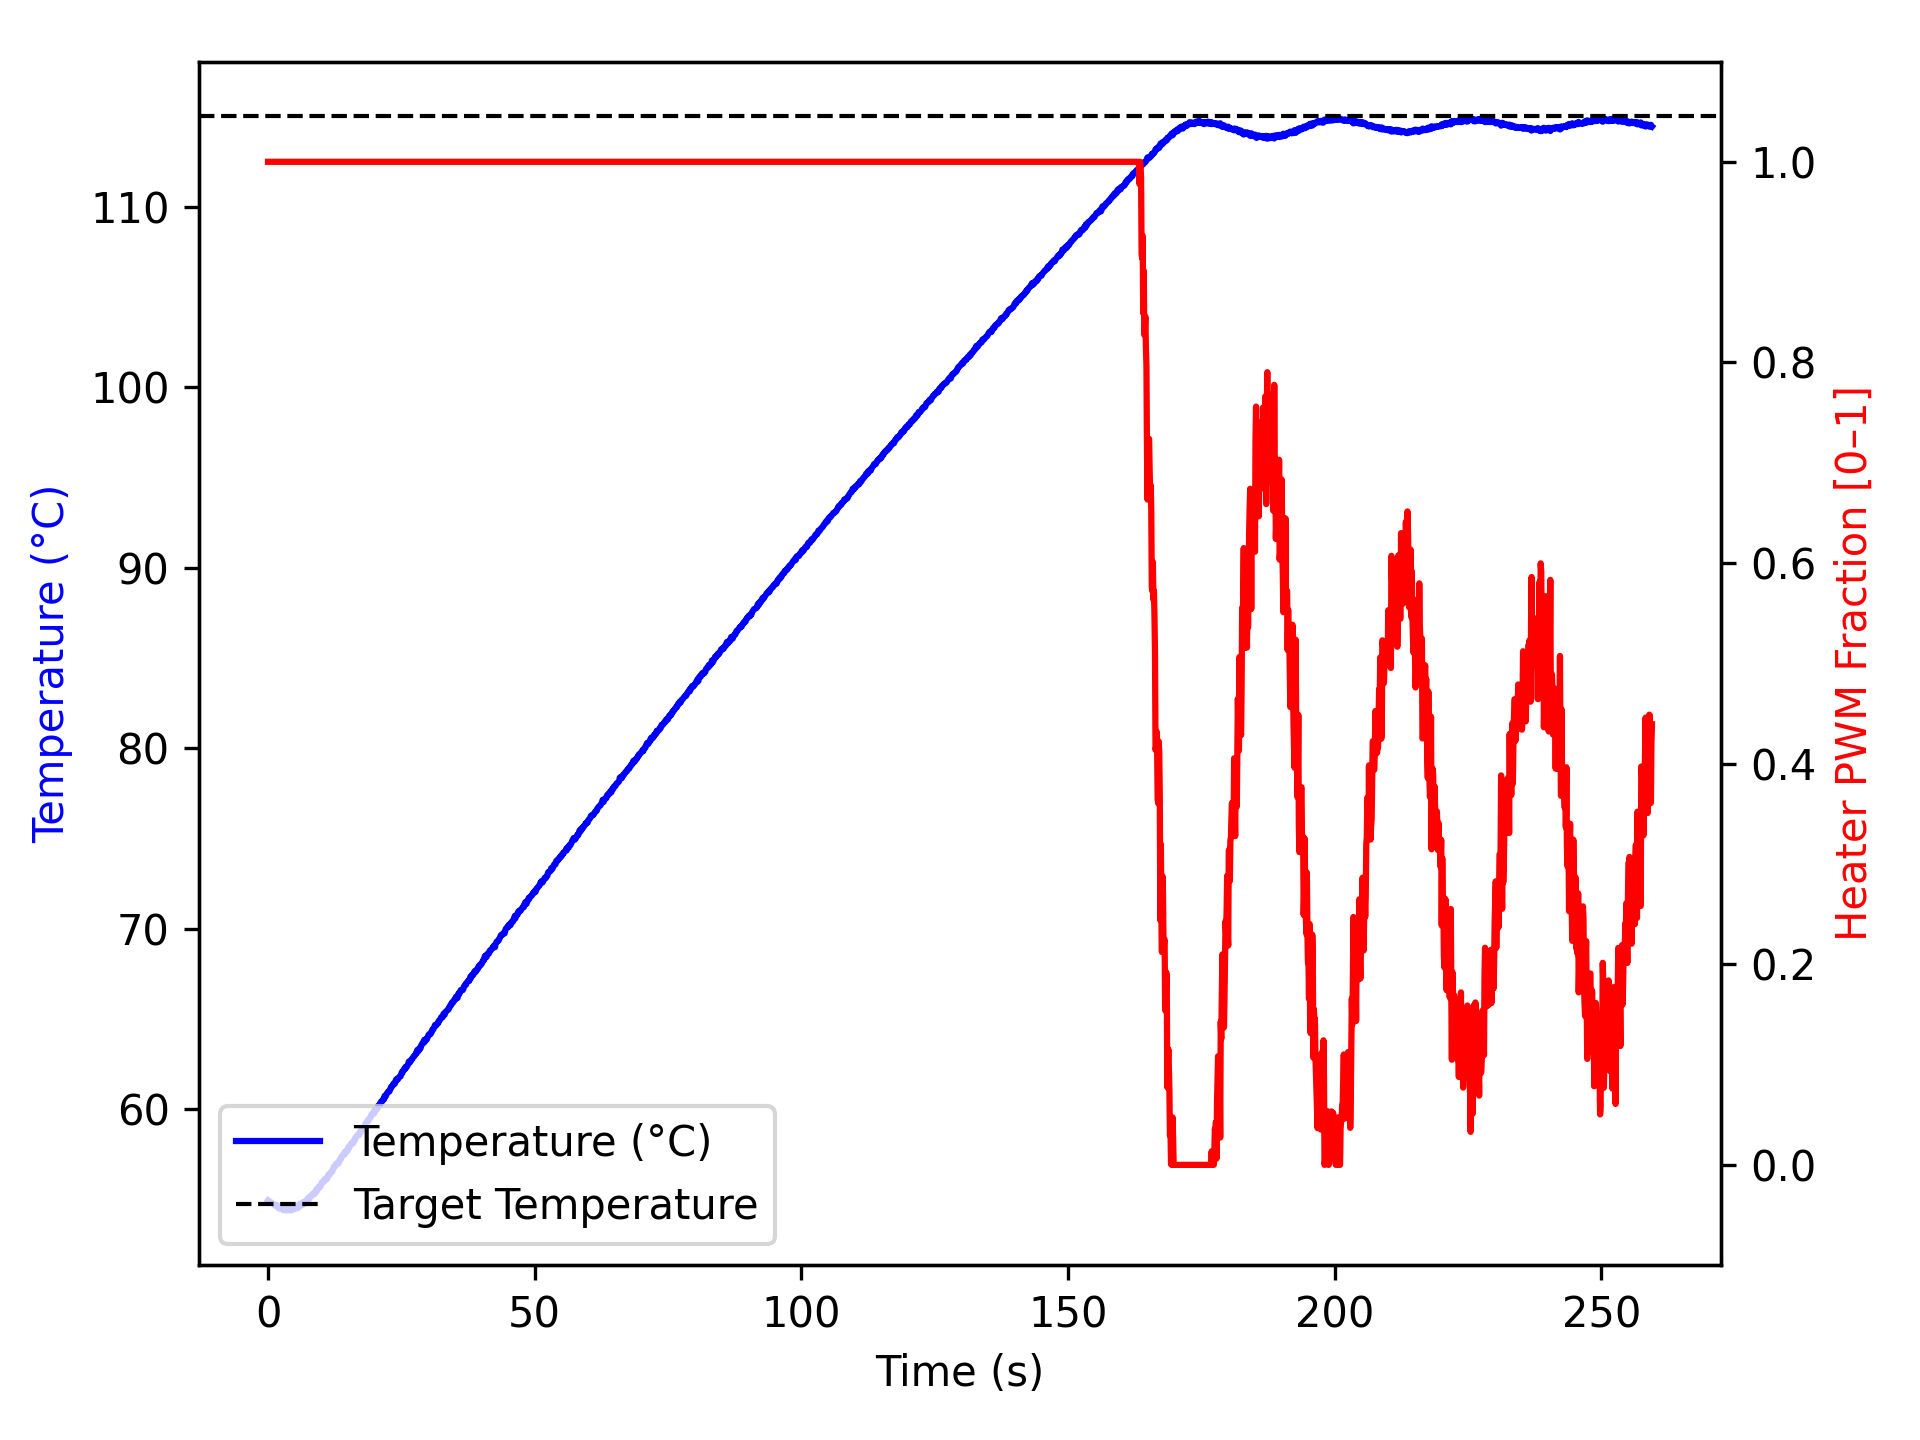 110
100
90
80
70
60
Temperature (°C)
1.0
0.8
0.6
0.4
0.2
0.0
Heater PWM Fraction [0–1]
Temperature (°C)
Target Temperature
0 50 100 150 200 250
Time (s)